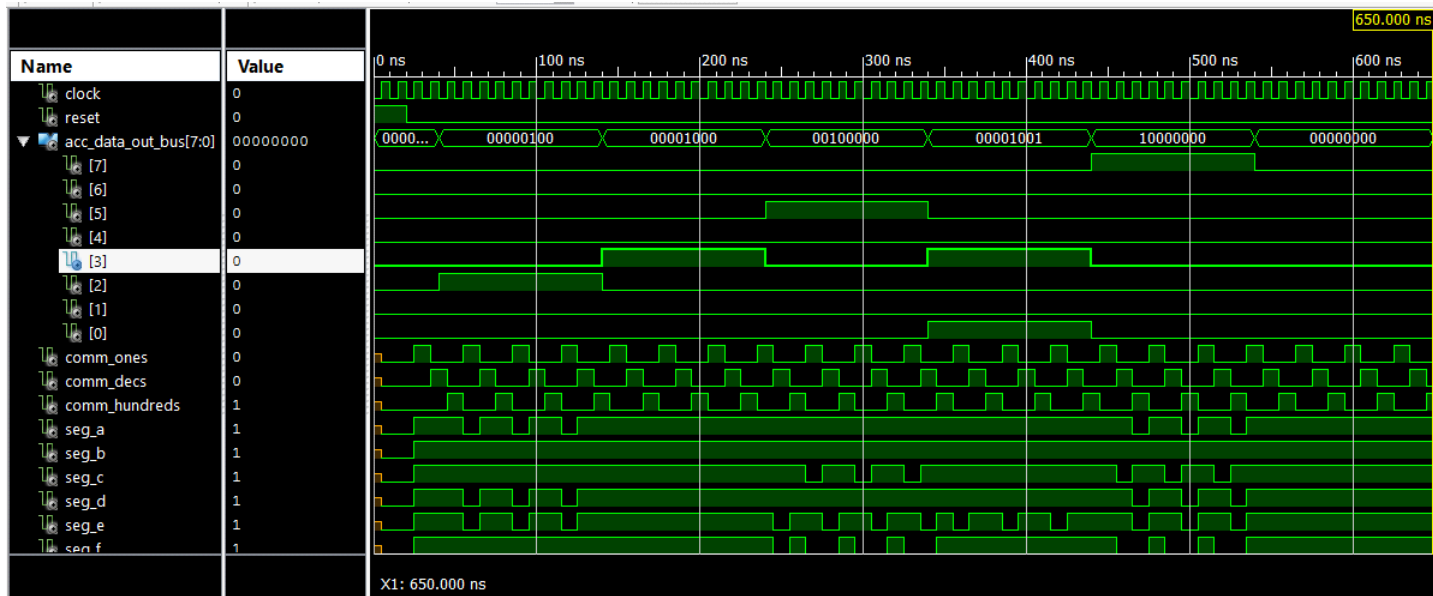 650.000 ns
Name Value 0 ns 100 ns 200 ns 300 ns 400 ns 500 ns 600 ns
clock 0
reset 0
acc_data_out_bus[7:0] 00000000 0000... 00000100 00001000 00100000 00001001 10000000 00000000
[7] 0
[6] 0
[5] 0
[4] 0
[3] 0
[2] 0
[1] 0
[0] 0
comm_ones 0
comm_decs 0
comm_hundreds 1
seg_a 1
seg_b 1
seg_c 1
seg_d 1
seg_e 1
seg_f 1
X1: 650.000 ns